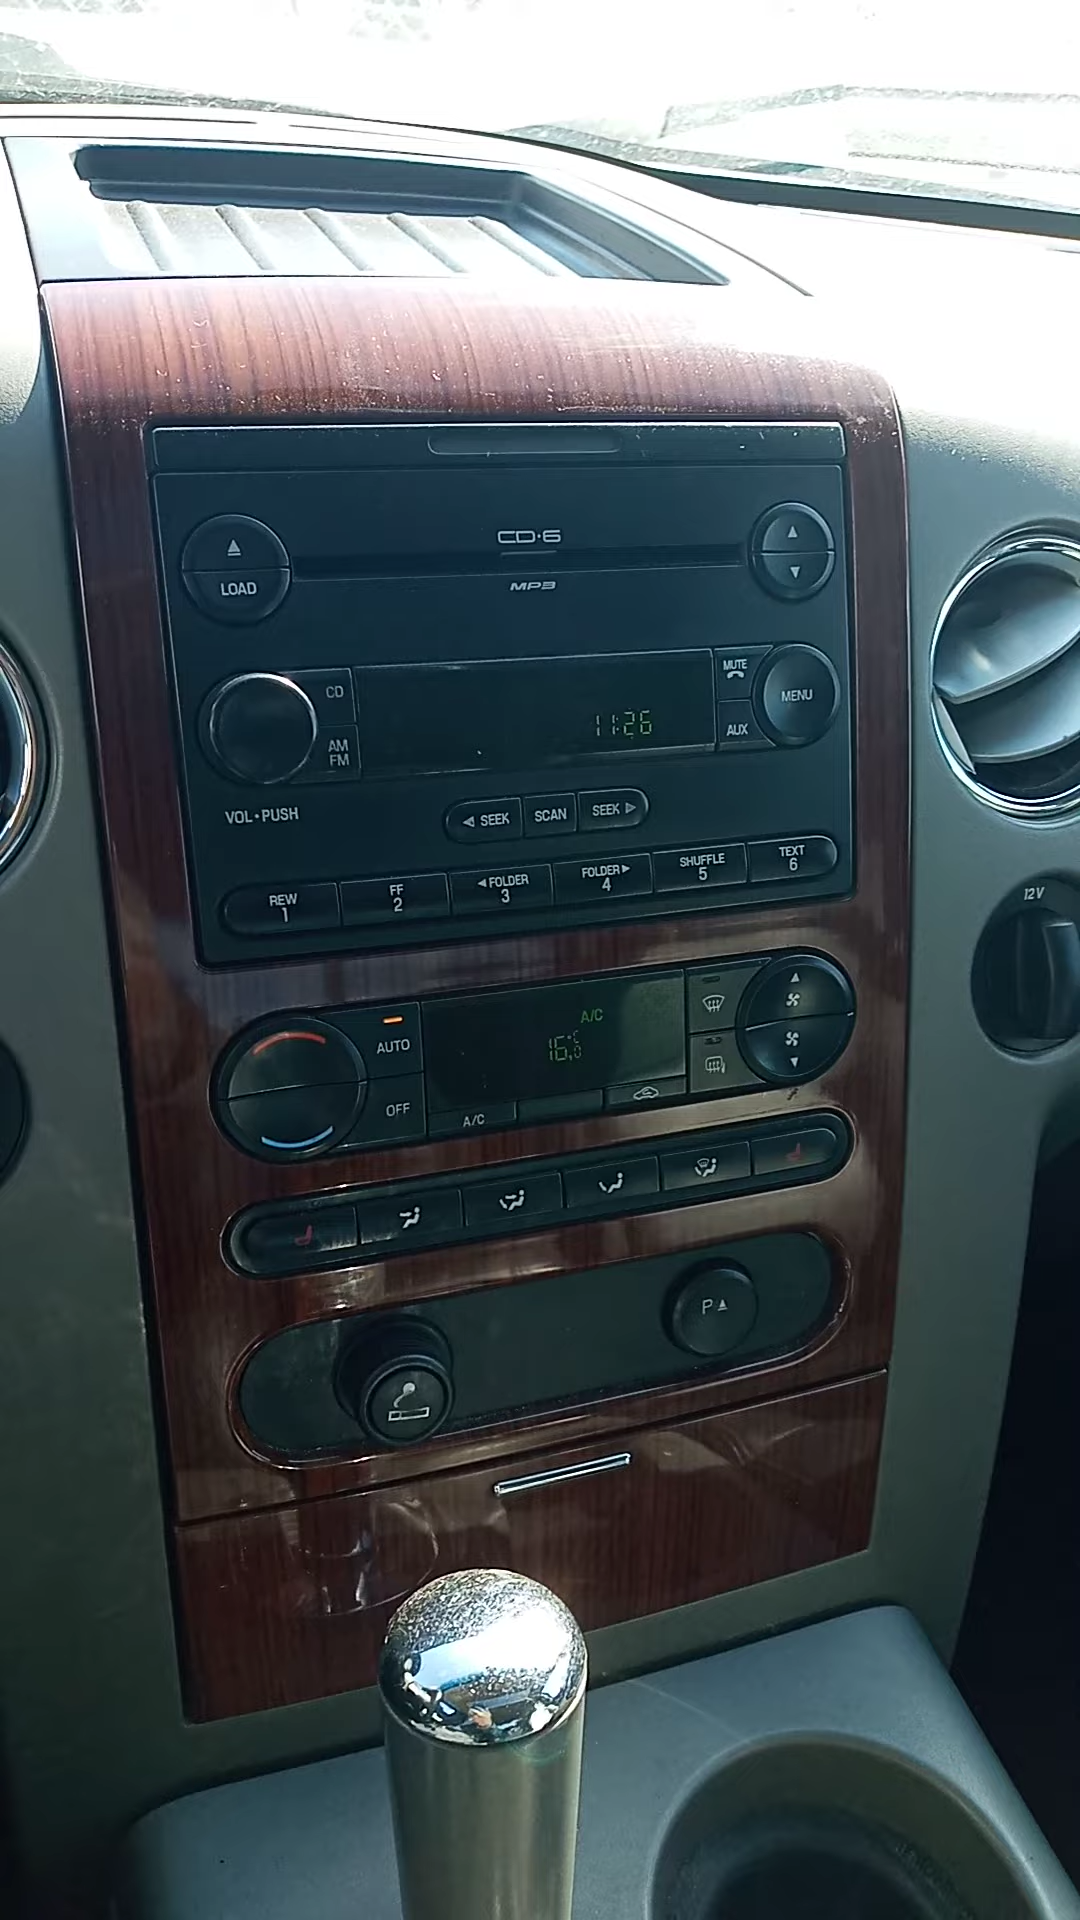 CD·6
LOAD
MP3
CD
MUTE
MENU
11:26
AUX
AM
FM
VOL•PUSH
SEEK
SCAN
SEEK
REW
1
FF
2
FOLDER
3
FOLDER
4
SHUFFLE
5
TEXT
6
12V
AUTO
A/C
16.0°C
OFF
A/C
P